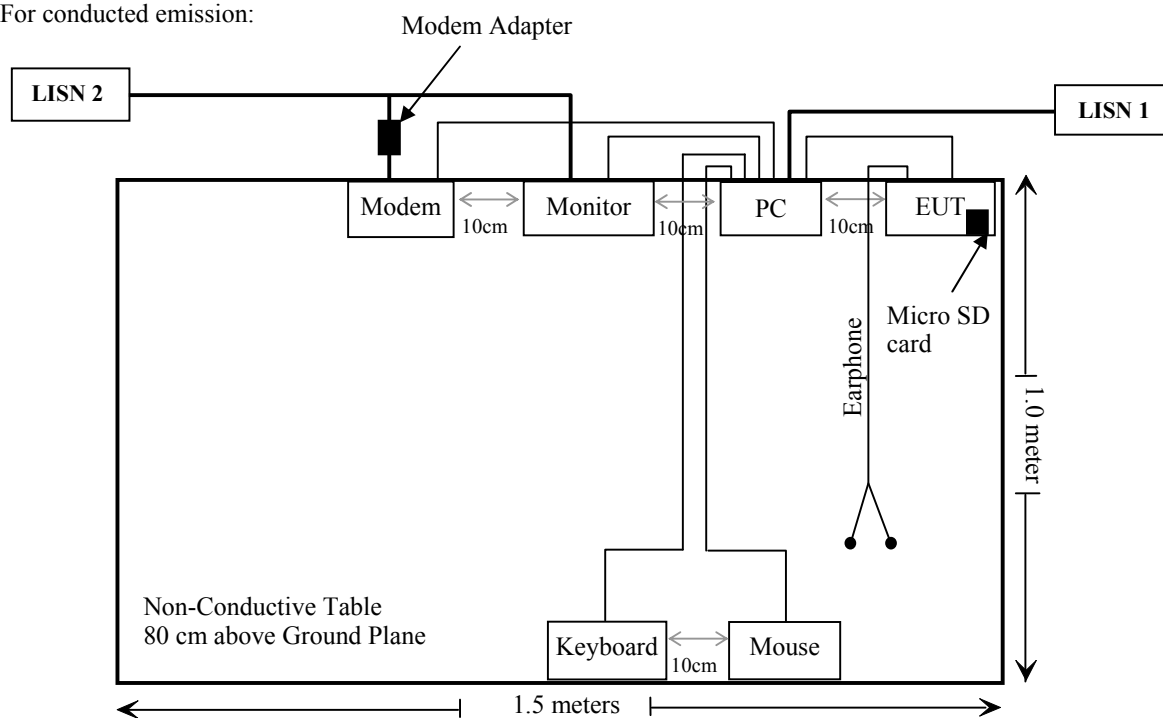 For conducted emission:
Modem Adapter
LISN 2
LISN 1
Modem
Monitor
PC
EUT
10cm
10cm
10cm
Micro SD
card
Earphone
1.0 meter
Non-Conductive Table
80 cm above Ground Plane
Keyboard
Mouse
10cm
1.5 meters